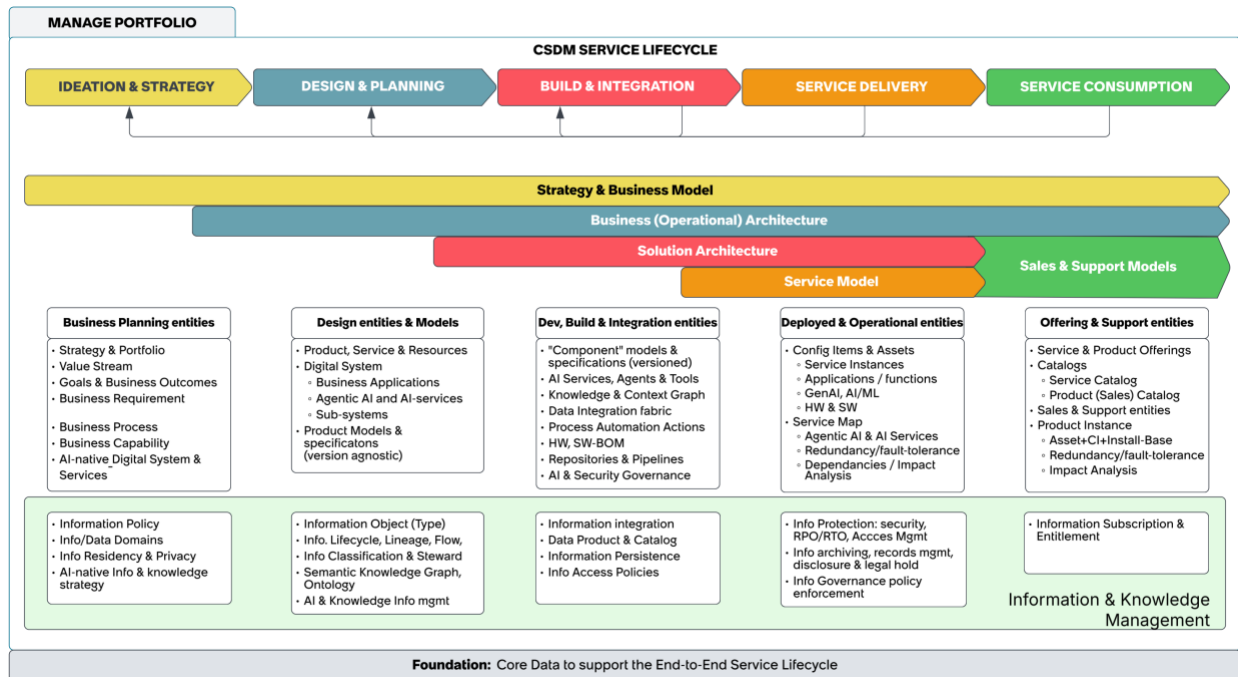 MANAGE PORTFOLIO
CSDM SERVICE LIFECYCLE
IDEATION & STRATEGY
DESIGN & PLANNING
BUILD & INTEGRATION
SERVICE DELIVERY
SERVICE CONSUMPTION
Strategy & Business Model
Business (Operational) Architecture
Solution Architecture
Service Model
Sales & Support Models
Business Planning entities
· Strategy & Portfolio
· Value Stream
· Goals & Business Outcomes
· Business Requirement
· Business Process
· Business Capability
· AI-native Digital System &
Services
Design entities & Models
· Product, Service & Resources
· Digital System
◦ Business Applications
◦ Agentic AI and AI-services
◦ Sub-systems
· Product Models &
specificatons
(version agnostic)
Dev, Build & Integration entities
· "Component" models &
specifications (versioned)
· AI Services, Agents & Tools
· Knowledge & Context Graph
· Data Integration fabric
· Process Automation Actions
· HW, SW-BOM
· Repositories & Pipelines
· AI & Security Governance
Deployed & Operational entities
· Config Items & Assets
◦ Service Instances
◦ Applications / functions
◦ GenAI, AI/ML
◦ HW & SW
· Service Map
◦ Agentic AI & AI Services
◦ Redundancy/fault-tolerance
◦ Dependancies / Impact
Analysis
Offering & Support entities
· Service & Product Offerings
· Catalogs
◦ Service Catalog
◦ Product (Sales) Catalog
· Sales & Support entities
· Product Instance
◦ Asset+CI+Install-Base
◦ Redundancy/fault-tolerance
◦ Impact Analysis
· Information Policy
· Info/Data Domains
· Info Residency & Privacy
· AI-native Info & knowledge
strategy
· Information Object (Type)
· Info. Lifecycle, Lineage, Flow,
· Info Classification & Steward
· Semantic Knowledge Graph,
Ontology
· AI & Knowledge Info mgmt
· Information integration
· Data Product & Catalog
· Information Persistence
· Info Access Policies
· Info Protection: security,
RPO/RTO, Accces Mgmt
· Info archiving, records mgmt,
disclosure & legal hold
· Info Governance policy
enforcement
· Information Subscription &
Entitlement
Information & Knowledge
Management
Foundation: Core Data to support the End-to-End Service Lifecycle